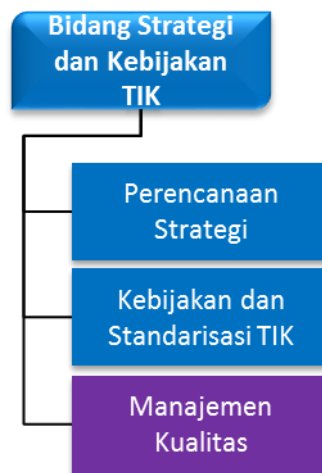 Bidang Strategi
dan Kebijakan
TIK
Perencanaan
Strategi
Kebijakan dan
Standarisasi TIK
Manajemen
Kualitas